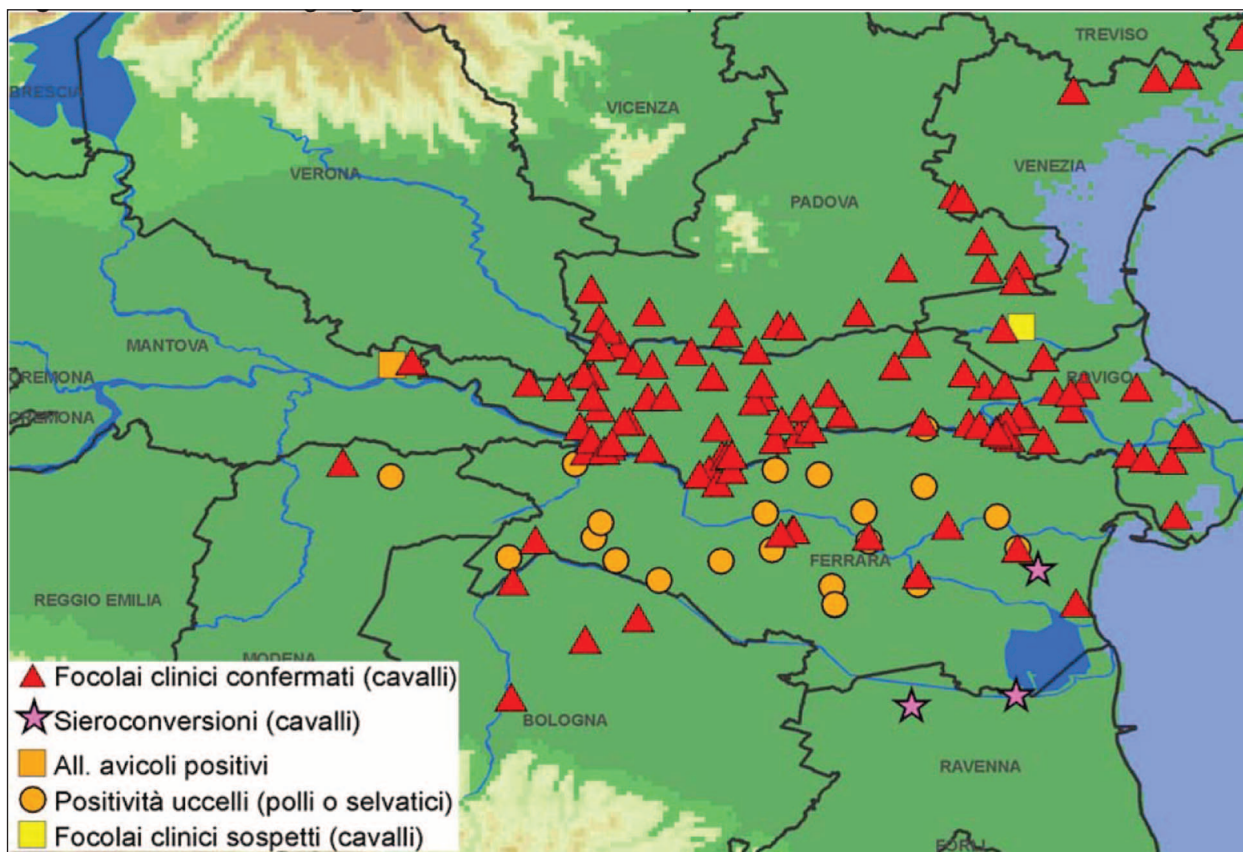 TREVISO
BRESCIA
VICENZA
VENEZIA
VERONA
PADOVA
MANTOVA
CREMONA
ROVIGO
CREMONA
FERRARA
REGGIO EMILIA
MODENA
BOLOGNA
RAVENNA
FORLI
Focolai clinici confermati (cavalli)
Sieroconversioni (cavalli)
All. avicoli positivi
Positività uccelli (polli o selvatici)
Focolai clinici sospetti (cavalli)